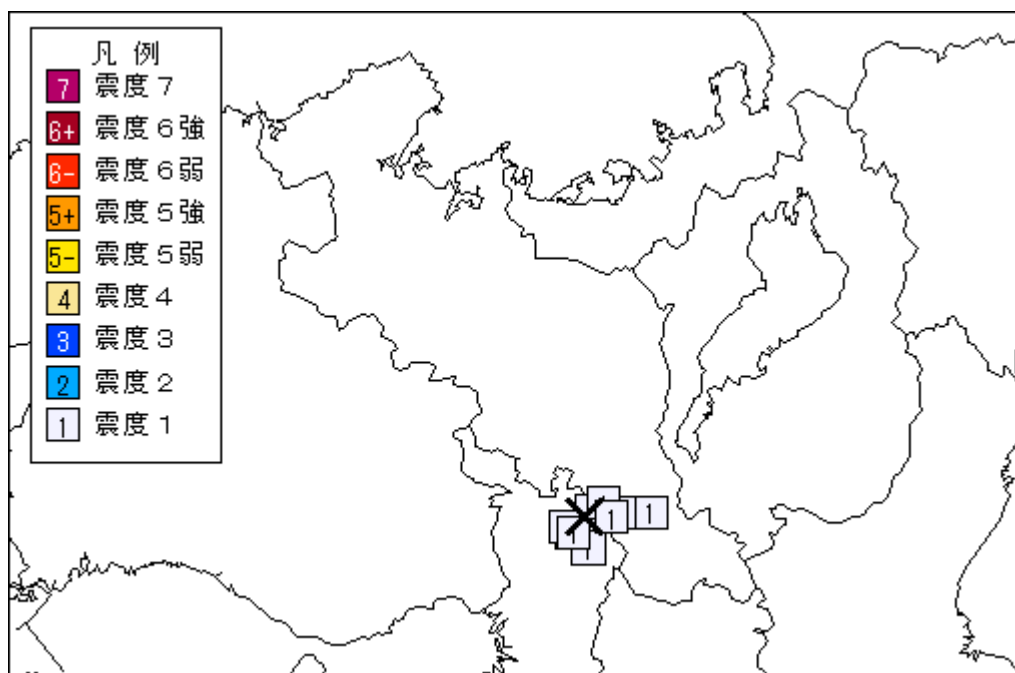 凡 例
7 震度７
6+ 震度６強
6- 震度６弱
5+ 震度５強
5- 震度５弱
4 震度４
3 震度３
2 震度２
1 震度１
1
1
1
1